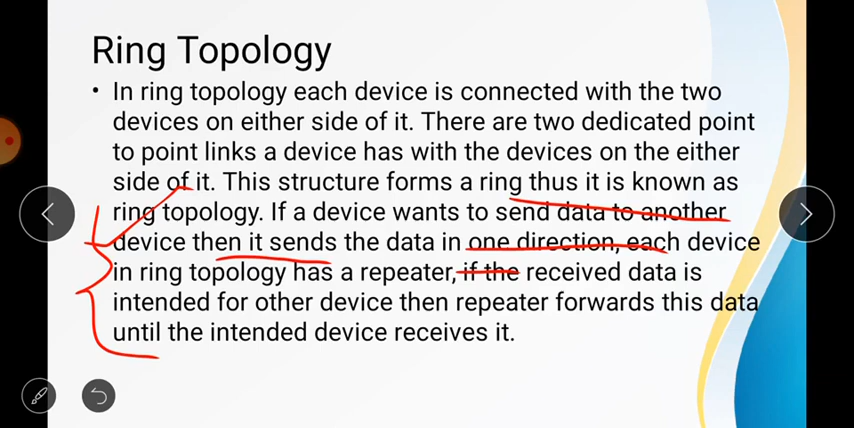 Ring Topology
• In ring topology each device is connected with the two
devices on either side of it. There are two dedicated point
to point links a device has with the devices on the either
side of it. This structure forms a ring thus it is known as
ring topology. If a device wants to send data to another
device then it sends the data in one direction, each device
in ring topology has a repeater, if the received data is
intended for other device then repeater forwards this data
until the intended device receives it.